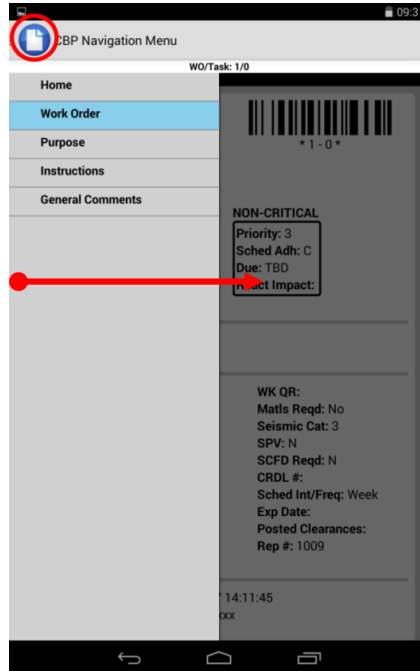 09:3
CBP Navigation Menu
WO/Task: 1/0
Home
Work Order
Purpose
Instructions
General Comments
*1-0*
NON-CRITICAL
Priority: 3
Sched Adh: C
Due: TBD
Impact:
WK QR:
Matls Reqd: No
Seismic Cat: 3
SPV: N
SCFD Reqd: N
CRDL #:
Sched Int/Freq: Week
Exp Date:
Posted Clearances:
Rep #: 1009
14:11:45
xxx